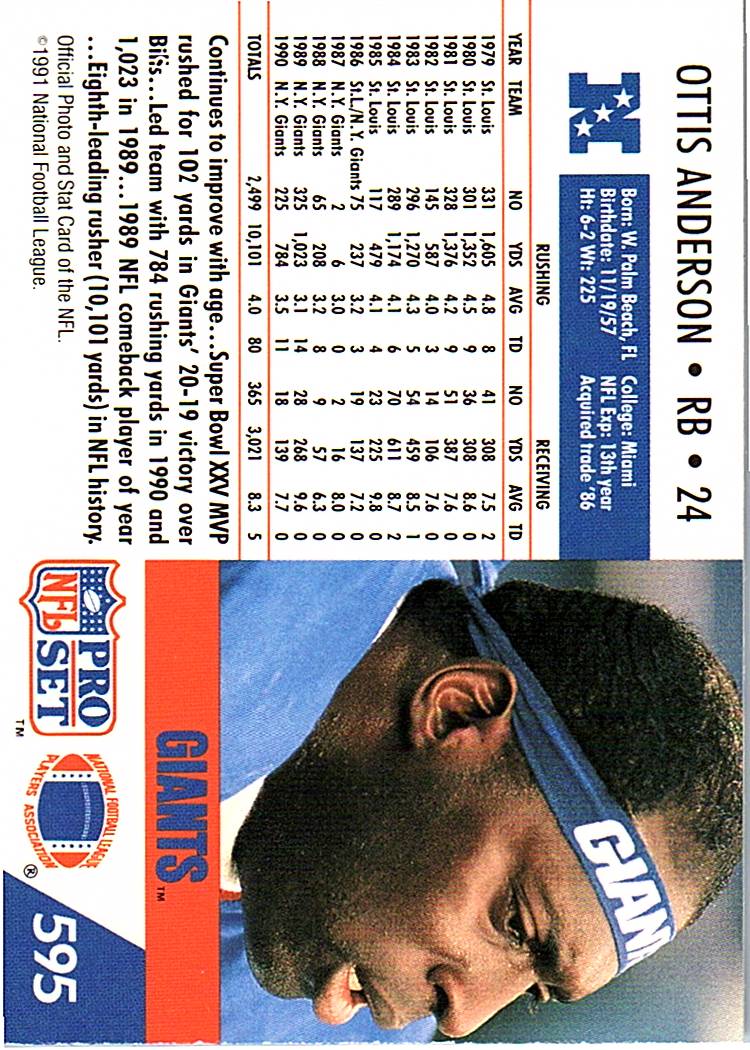 OTTIS ANDERSON • RB • 24
N
Born: W. Palm Beach, FL College: Miami
Birthdate: 11/19/57 NFL Exp: 13th year
Ht: 6-2 Wt: 225 Acquired trade '86
RUSHING RECEIVING
YEAR TEAM NO YDS AVG TD NO YDS AVG TD
1979 St. Louis 331 1,605 4.8 8 41 308 7.5 2
1980 St. Louis 301 1,352 4.5 9 36 308 8.6 0
1981 St. Louis 328 1,376 4.2 9 51 387 7.6 0
1982 St. Louis 145 587 4.0 3 14 106 7.6 0
1983 St. Louis 296 1,270 4.3 5 54 459 8.5 1
1984 St. Louis 289 1,174 4.1 6 70 611 8.7 2
1985 St. Louis 117 479 4.1 4 23 225 9.8 0
1986 St.L/N.Y. Giants 75 237 3.2 3 19 137 7.2 0
1987 N.Y. Giants 2 6 3.0 0 2 16 8.0 0
1988 N.Y. Giants 65 208 3.2 8 9 57 6.3 0
1989 N.Y. Giants 325 1,023 3.1 14 28 268 9.6 0
1990 N.Y. Giants 225 784 3.5 11 18 139 7.7 0
TOTALS 2,499 10,101 4.0 80 365 3,021 8.3 5
Continues to improve with age...Super Bowl XXV MVP
rushed for 102 yards in Giants' 20-19 victory over
Bills...Led team with 784 rushing yards in 1990 and
1,023 in 1989...1989 NFL comeback player of year
...Eighth-leading rusher (10,101 yards) in NFL history.
Official Photo and Stat Card of the NFL.
©1991 National Football League.
GIAN
GIANTS™
NFL PRO SET™
NATIONAL FOOTBALL LEAGUE
PLAYERS ASSOCIATION®
595